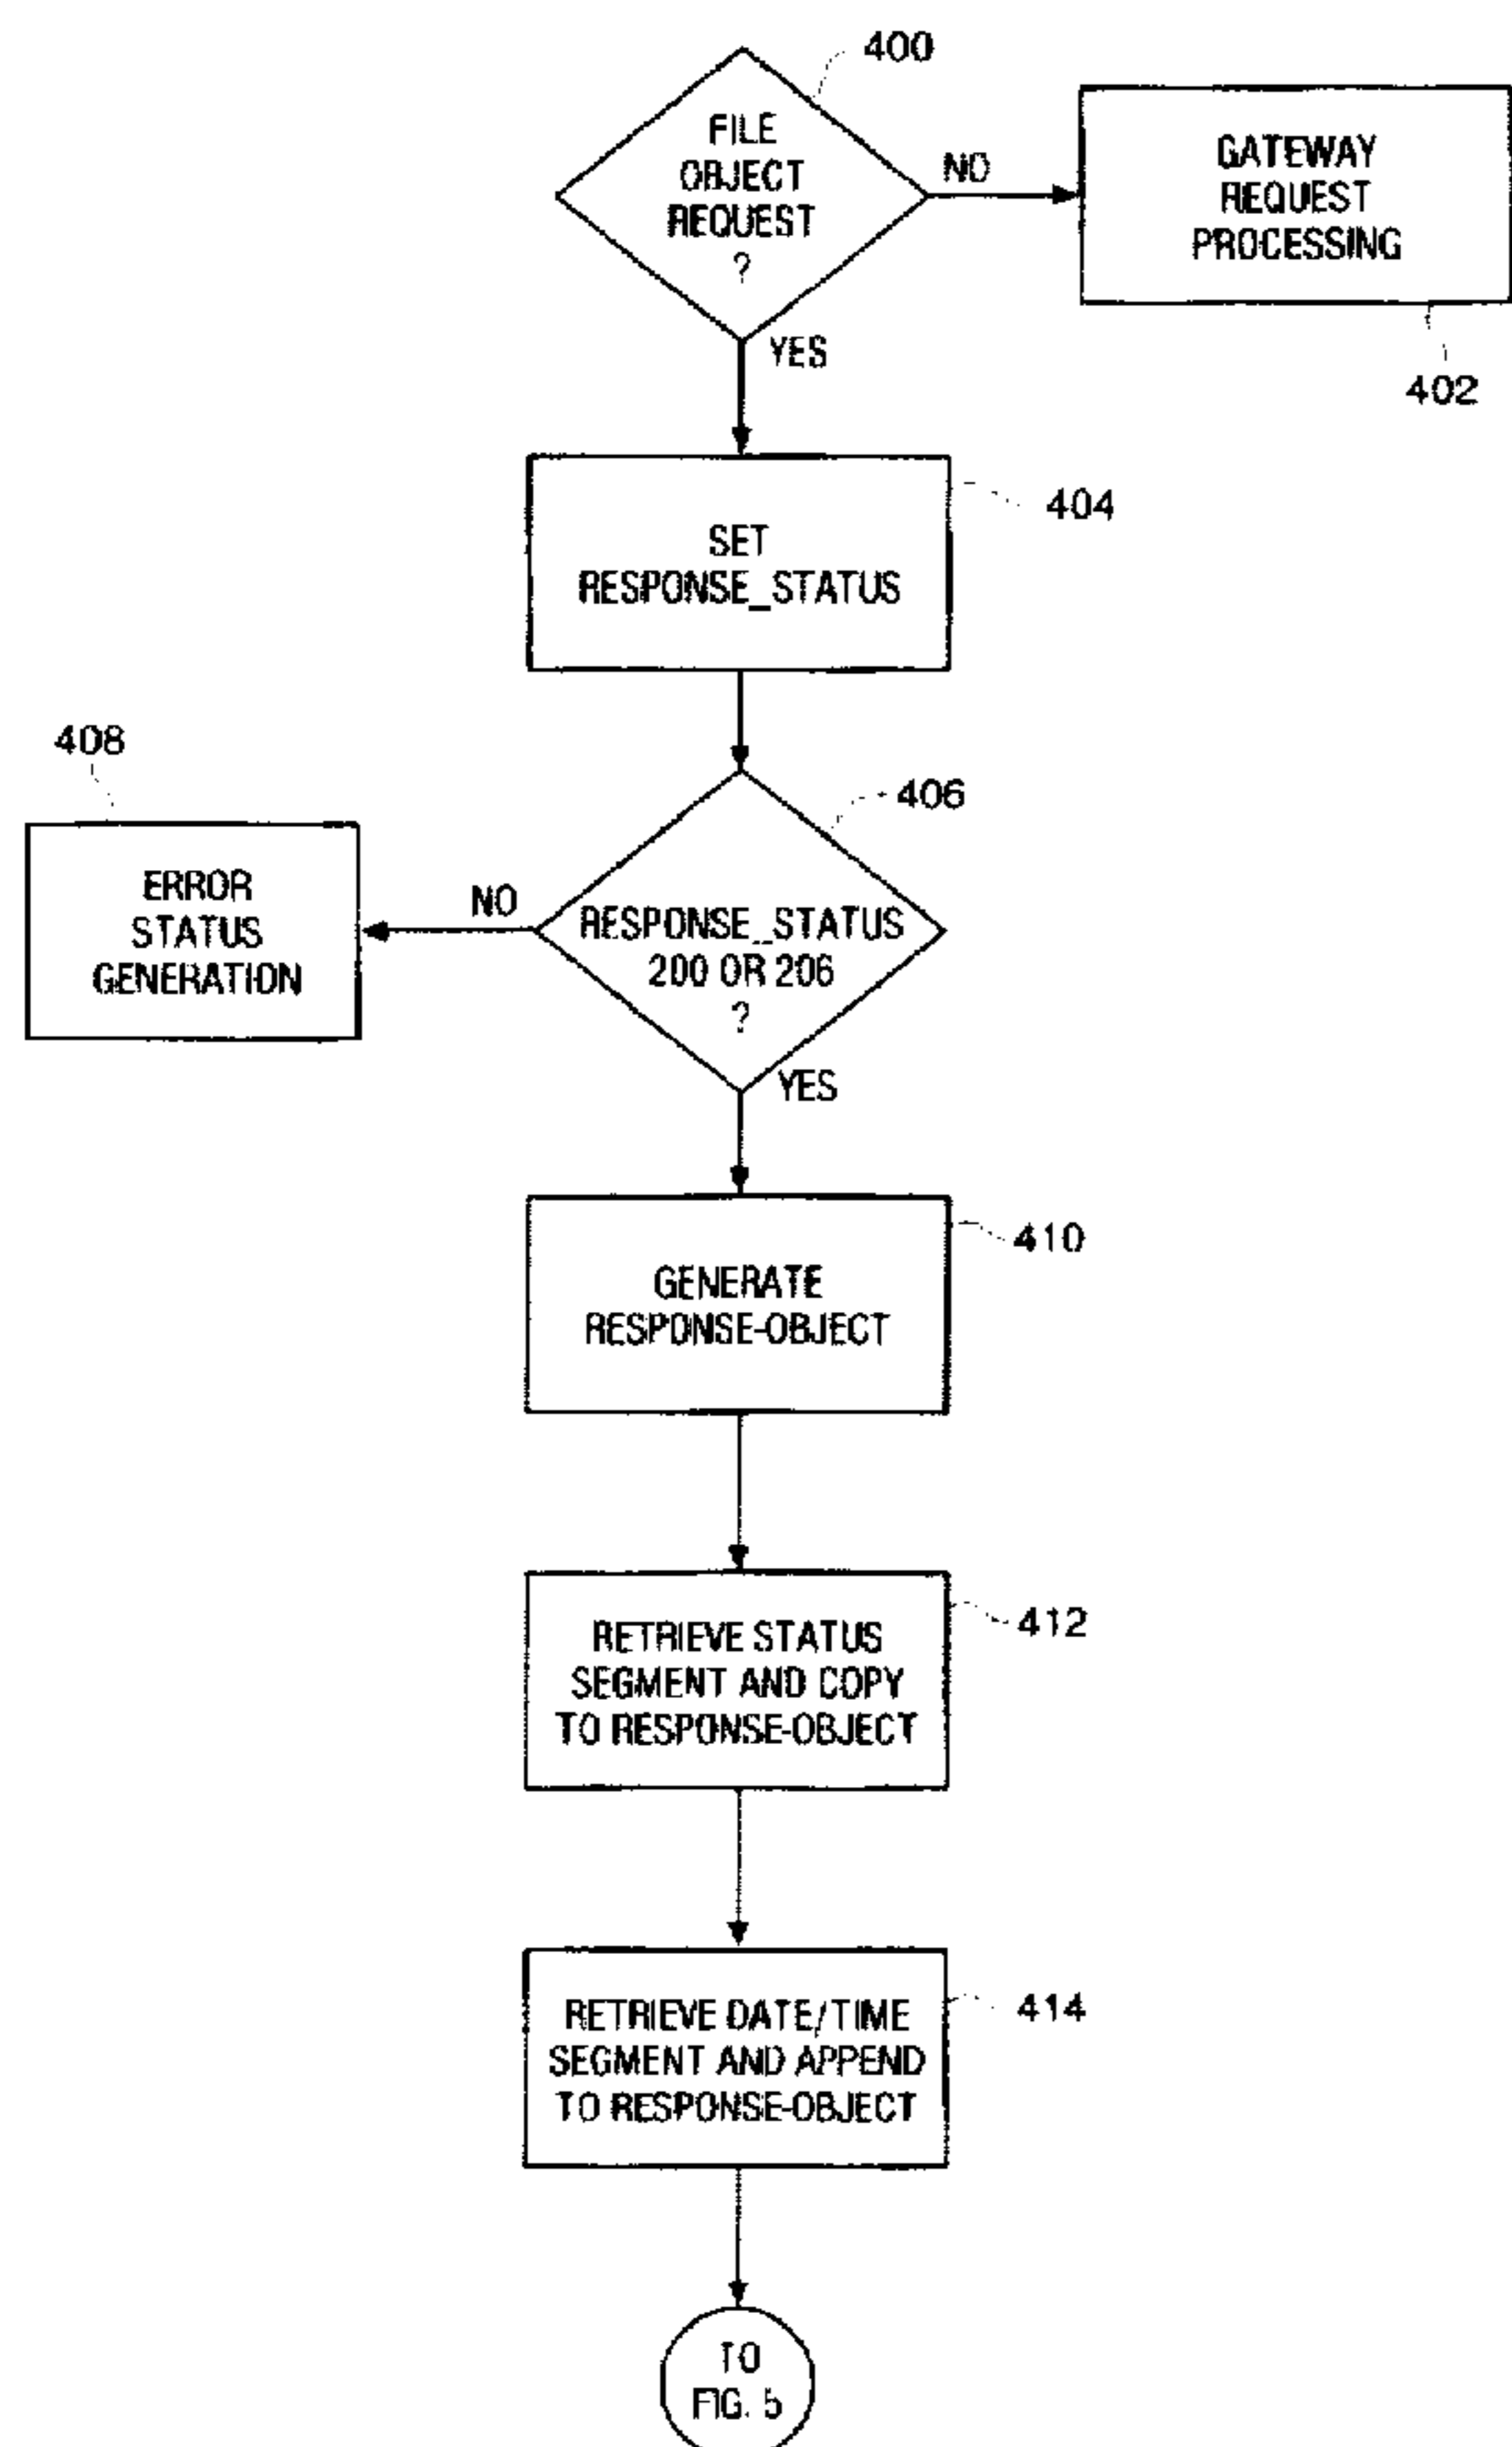 400
FILE
OBJECT
REQUEST
?
NO
GATEWAY
REQUEST
PROCESSING
402
YES
SET
RESPONSE_STATUS
404
408
ERROR
STATUS
GENERATION
NO
406
RESPONSE_STATUS
200 OR 206
?
YES
GENERATE
RESPONSE-OBJECT
410
RETRIEVE STATUS
SEGMENT AND COPY
TO RESPONSE-OBJECT
412
RETRIEVE DATE/TIME
SEGMENT AND APPEND
TO RESPONSE-OBJECT
414
TO
FIG. 5